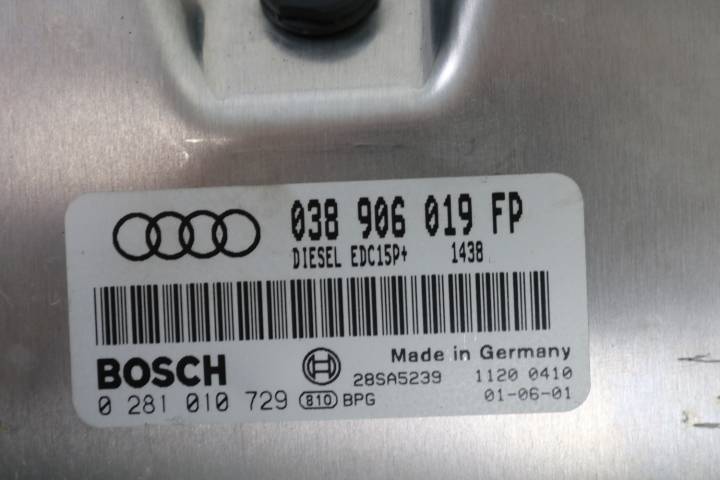 038 906 019 FP
DIESEL EDC15P+ 1438
BOSCH Made in Germany
28SA5239 1120 0410
0 281 010 729 810 BPG 01-06-01